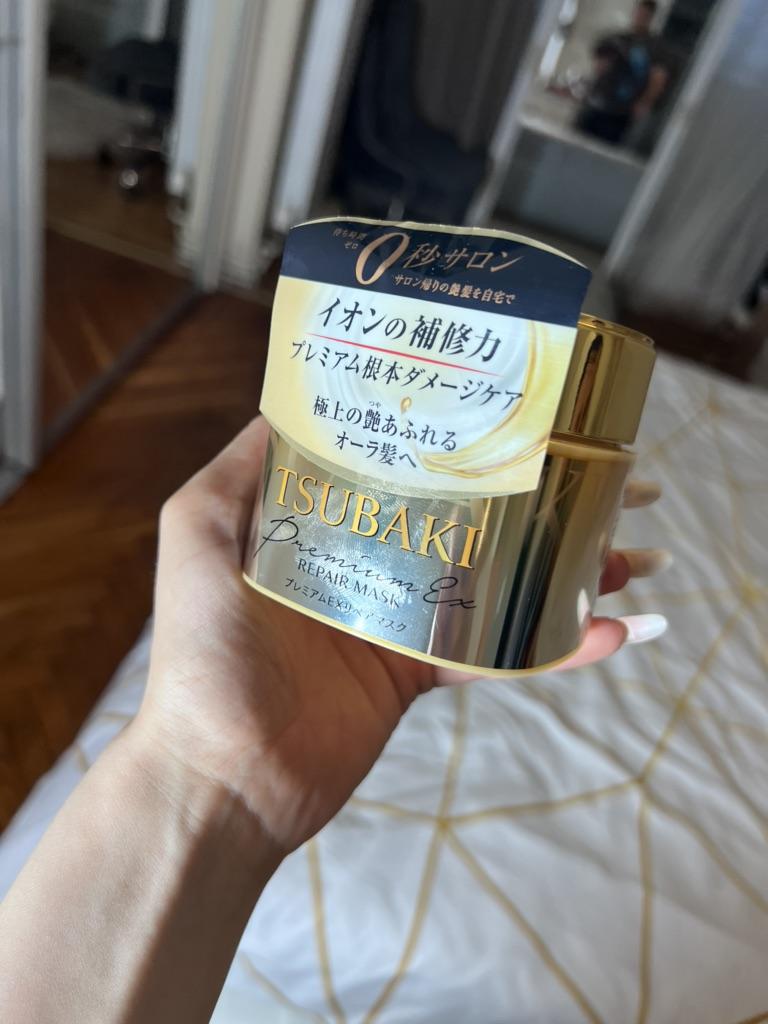 待ち時間
ゼロ
0秒サロン
サロン帰りの艶髪を自宅で
イオンの補修力
プレミアム根本ダメージケア
つや
極上の艶あふれる
オーラ髪へ
TSUBAKI
Premium Ex
REPAIR MASK
プレミアムEXリペアマスク